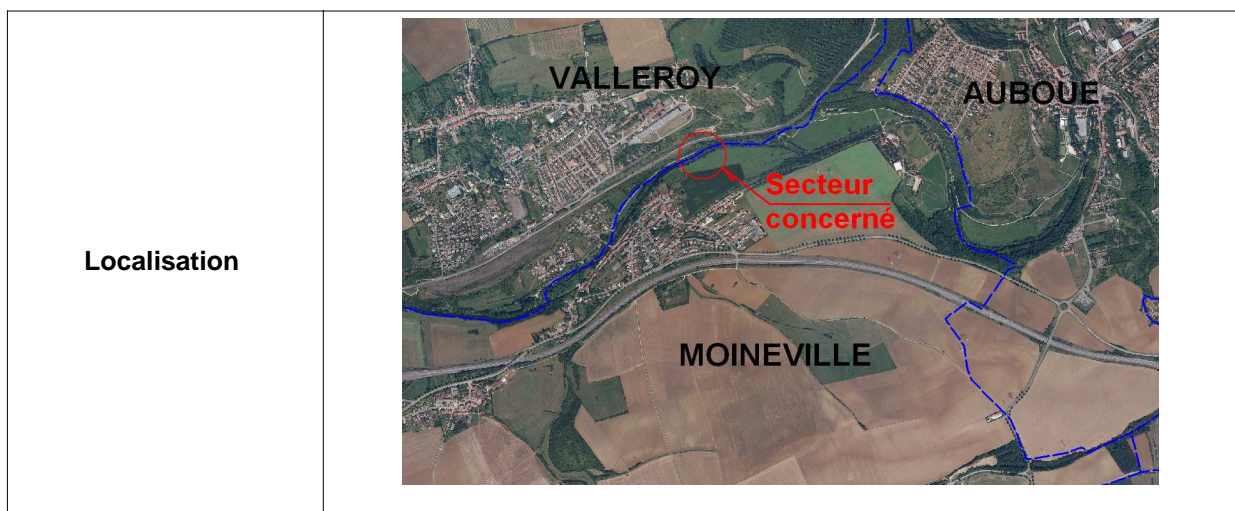 Localisation
VALLEROY
AUBOUE
Secteur
concerné
MOINEVILLE